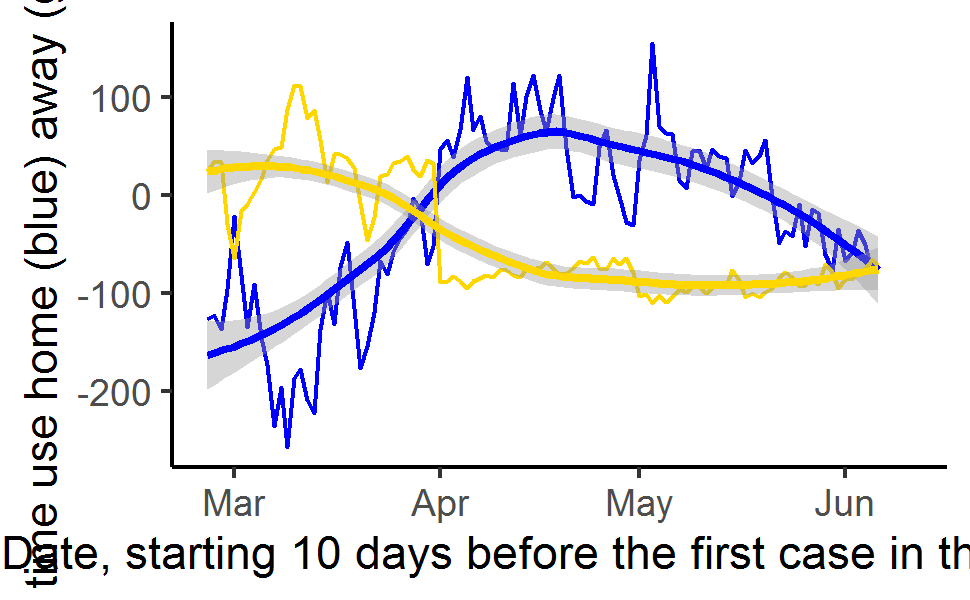 time use home (blue) away (
100
0
-100
-200
Mar Apr May Jun
Date, starting 10 days before the first case in th